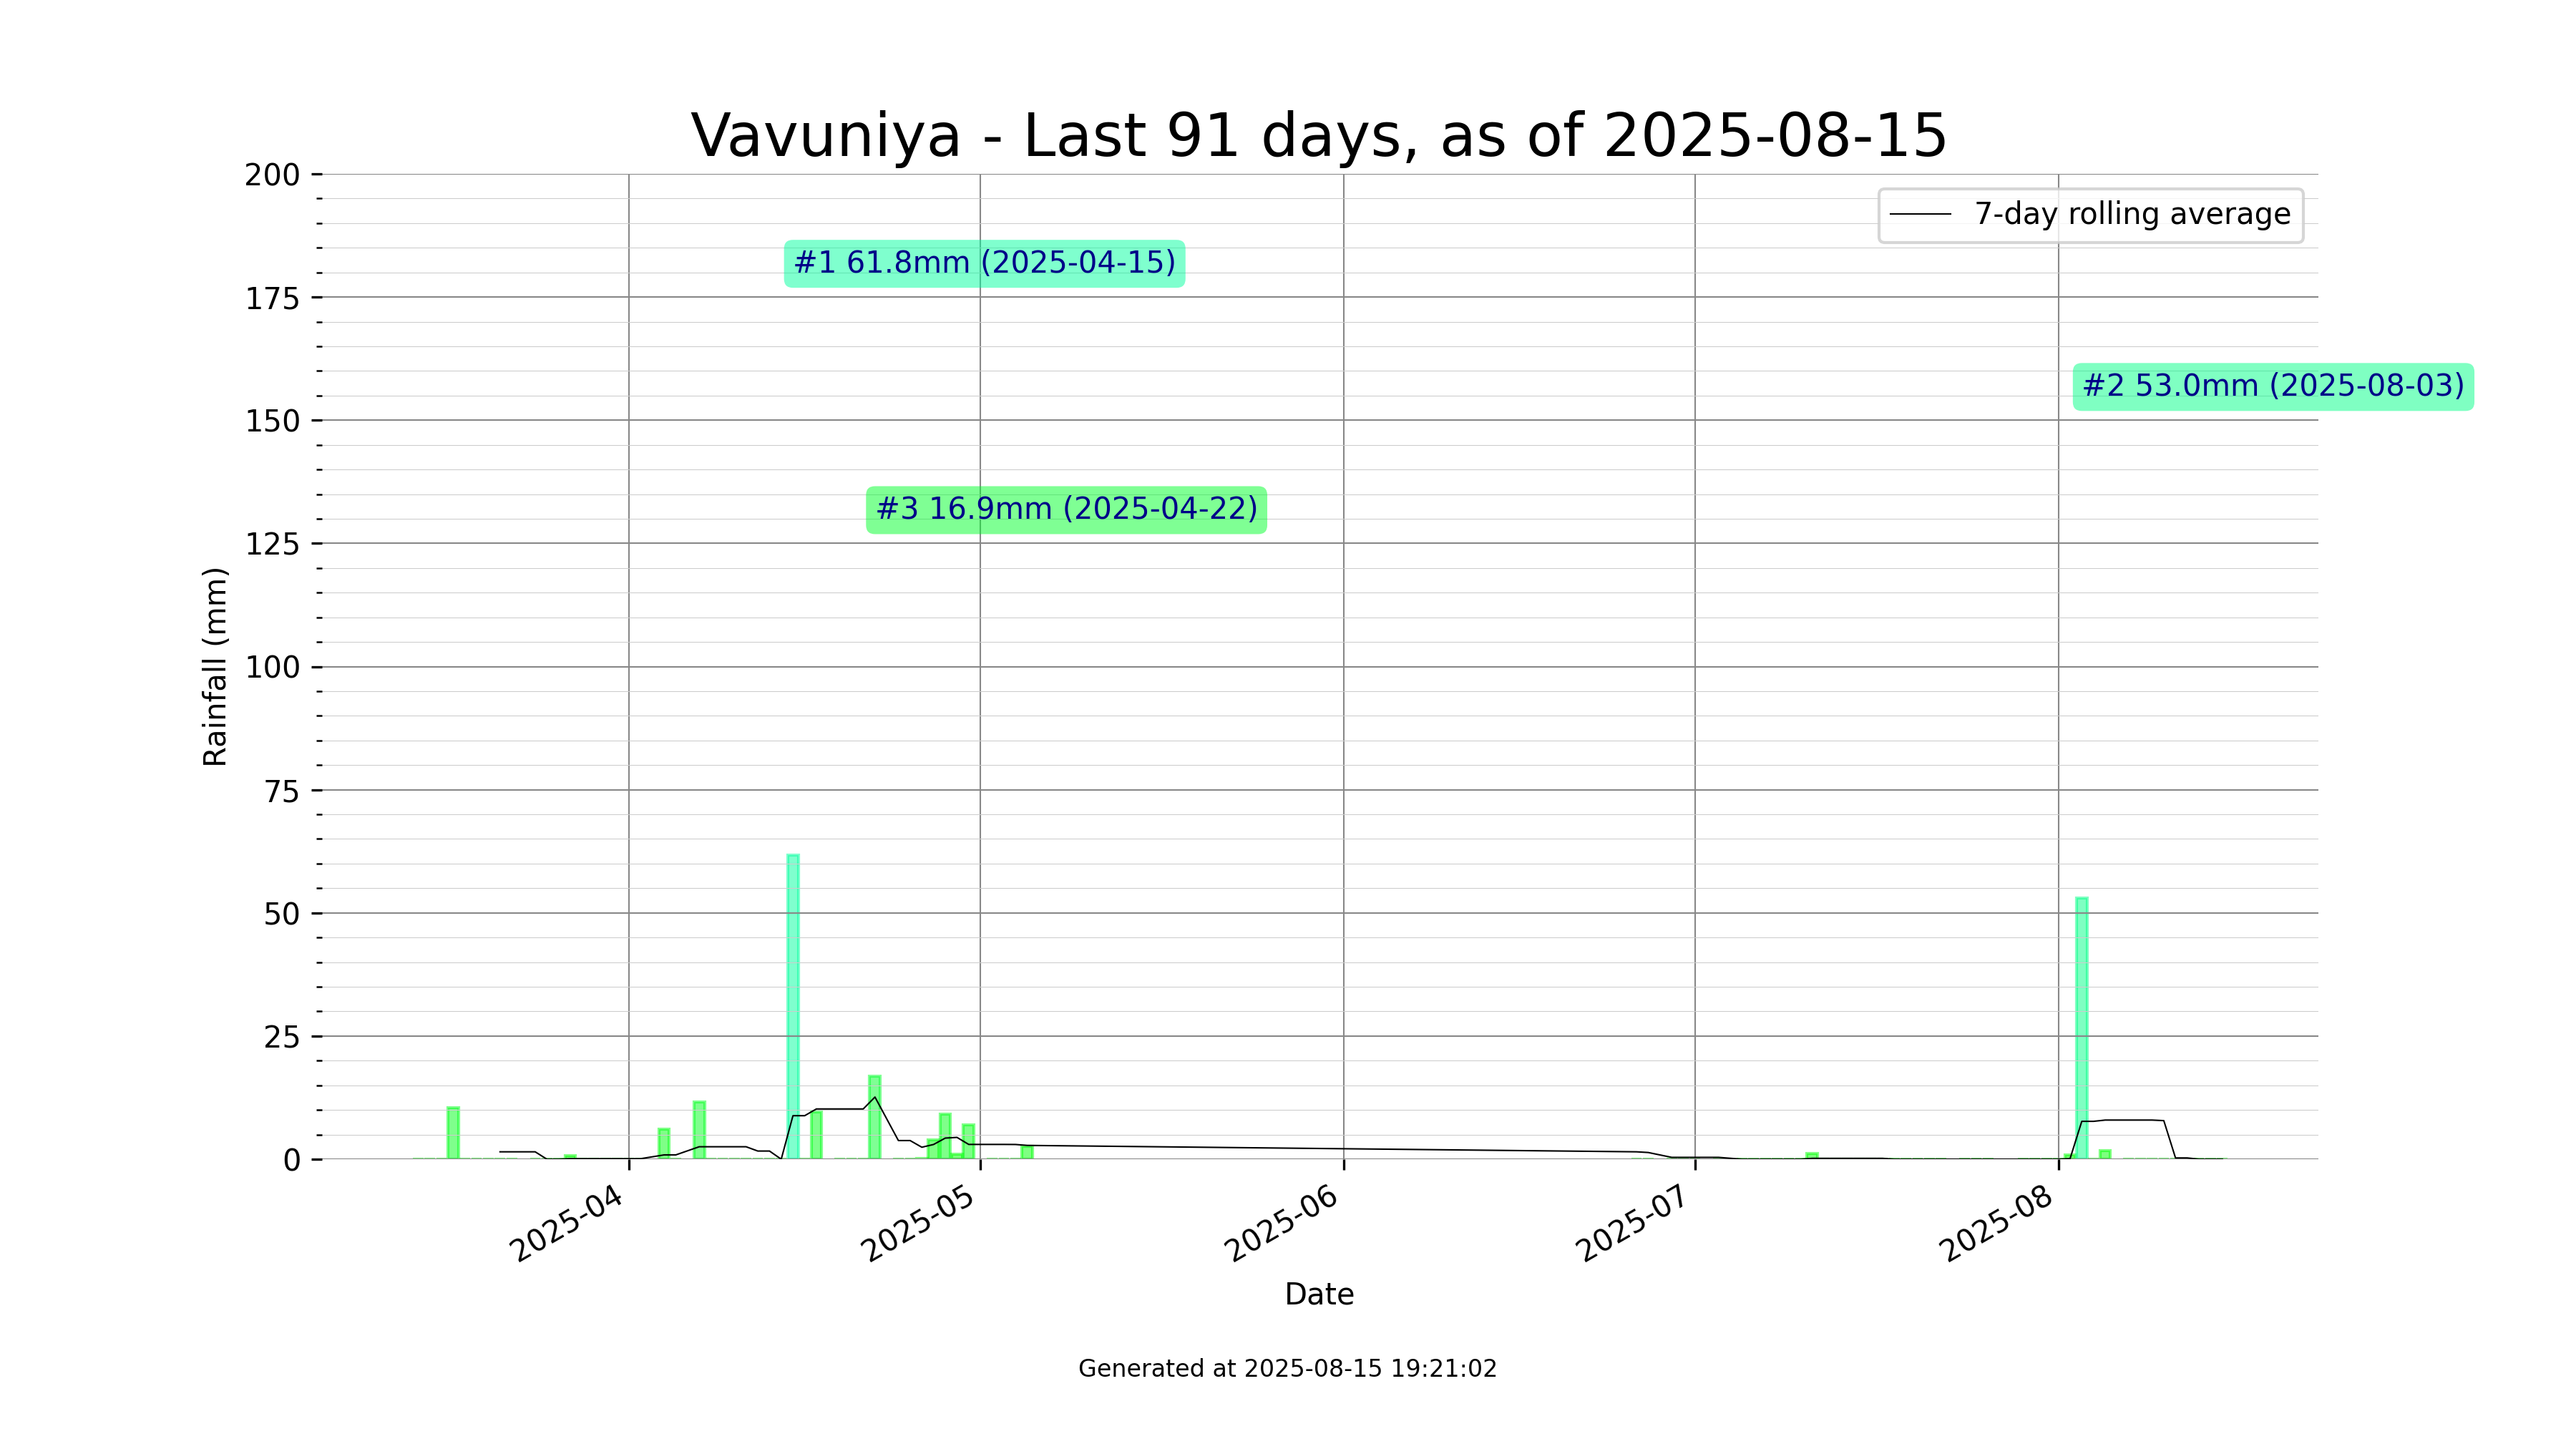 Vavuniya - Last 91 days, as of 2025-08-15
200
175
150
125
100
75
50
25
0
Rainfall (mm)
7-day rolling average
#1 61.8mm (2025-04-15)
#2 53.0mm (2025-08-03)
#3 16.9mm (2025-04-22)
2025-04
2025-05
2025-06
2025-07
2025-08
Date
Generated at 2025-08-15 19:21:02